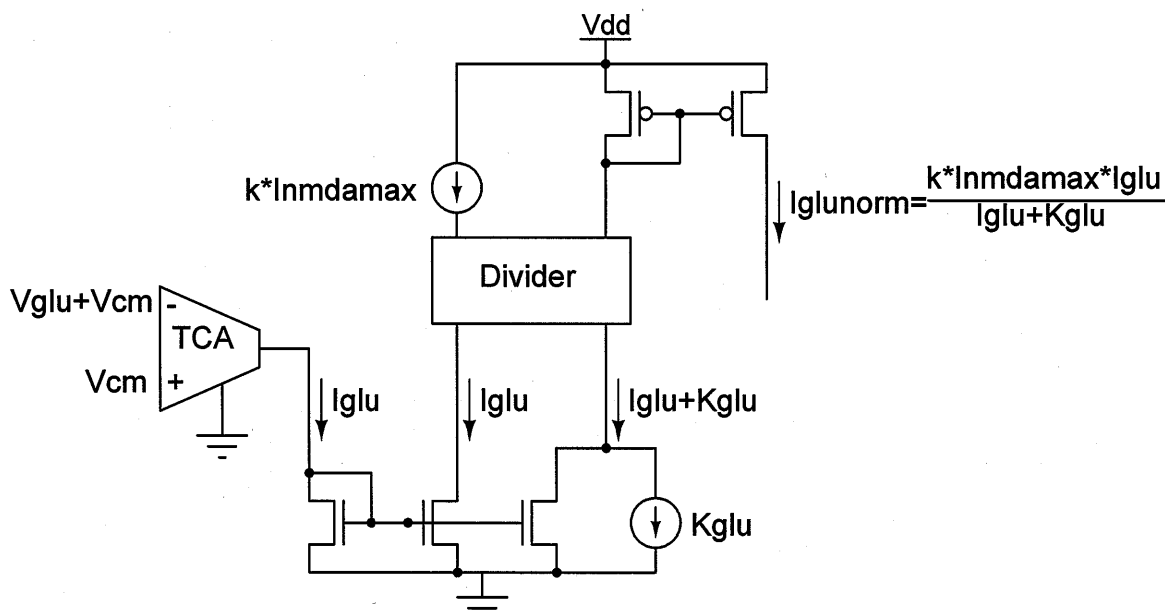 Vdd
k*Inmdamax
Iglunorm=
k*Inmdamax*Iglu
Iglu+Kglu
Divider
Vglu+Vcm
-
TCA
Vcm
+
Iglu
Iglu
Iglu+Kglu
Kglu